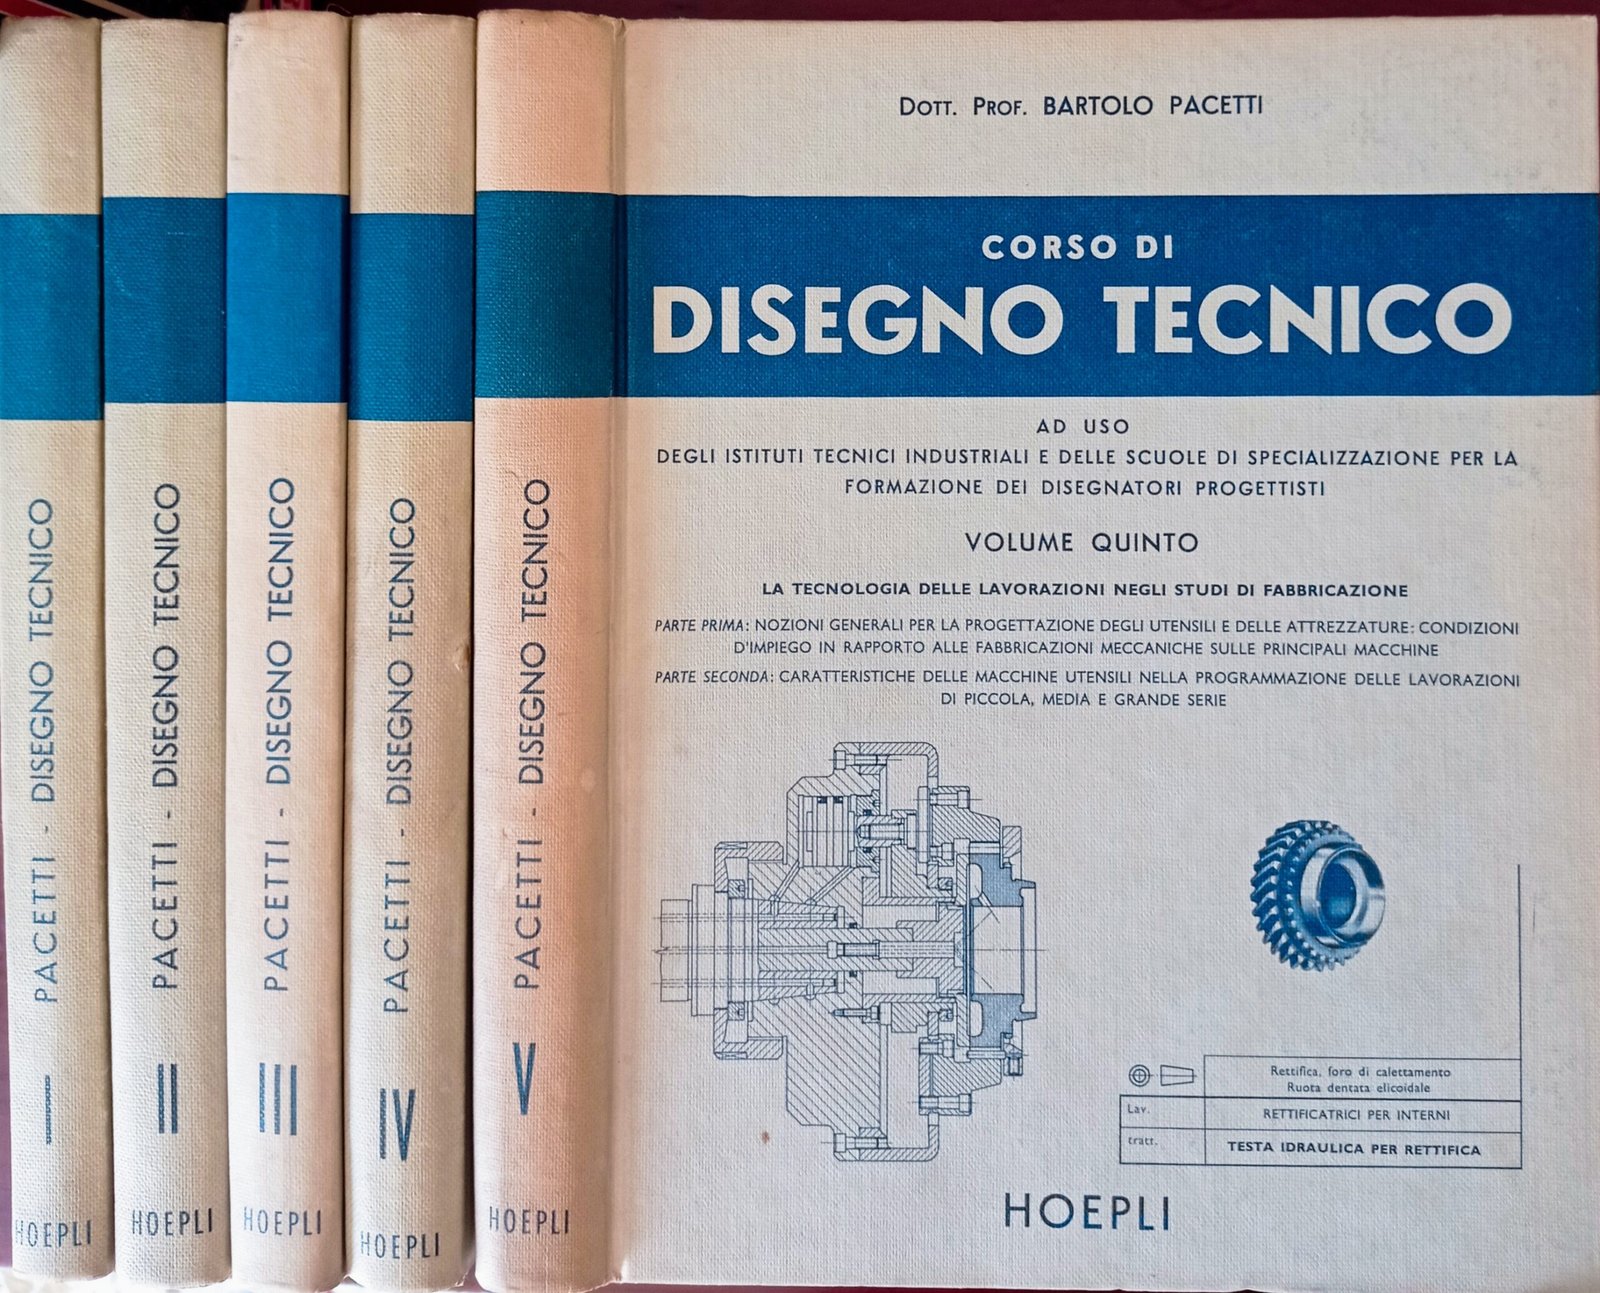 PACETTI - DISEGNO TECNICO
I
HOEPLI
PACETTI - DISEGNO TECNICO
II
HOEPLI
PACETTI - DISEGNO TECNICO
III
HOEPLI
PACETTI - DISEGNO TECNICO
IV
HOEPLI
PACETTI - DISEGNO TECNICO
V
HOEPLI
DOTT. PROF. BARTOLO PACETTI
CORSO DI
DISEGNO TECNICO
AD USO
DEGLI ISTITUTI TECNICI INDUSTRIALI E DELLE SCUOLE DI SPECIALIZZAZIONE PER LA
FORMAZIONE DEI DISEGNATORI PROGETTISTI
VOLUME QUINTO
LA TECNOLOGIA DELLE LAVORAZIONI NEGLI STUDI DI FABBRICAZIONE
PARTE PRIMA: NOZIONI GENERALI PER LA PROGETTAZIONE DEGLI UTENSILI E DELLE ATTREZZATURE: CONDIZIONI
D'IMPIEGO IN RAPPORTO ALLE FABBRICAZIONI MECCANICHE SULLE PRINCIPALI MACCHINE
PARTE SECONDA: CARATTERISTICHE DELLE MACCHINE UTENSILI NELLA PROGRAMMAZIONE DELLE LAVORAZIONI
DI PICCOLA, MEDIA E GRANDE SERIE
Rettifica, foro di calettamento
Ruota dentata elicoidale
Lav. RETTIFICATRICI PER INTERNI
tratt. TESTA IDRAULICA PER RETTIFICA
HOEPLI